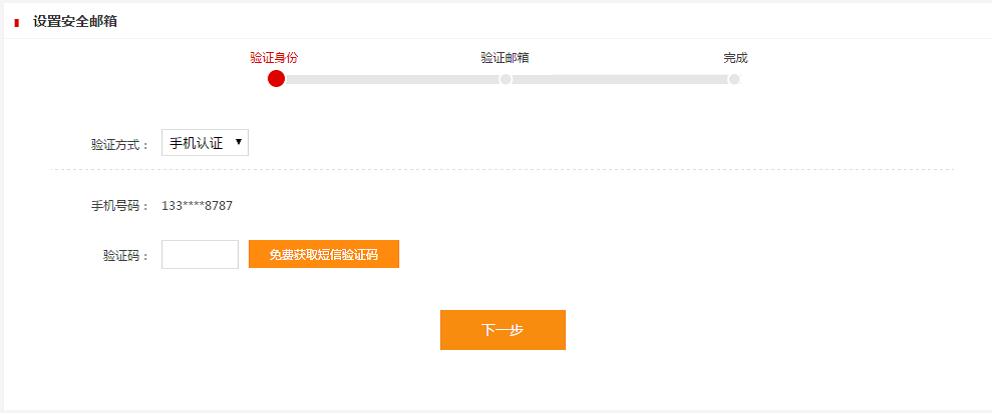 设置安全邮箱
验证身份 验证邮箱 完成
验证方式： 手机认证
手机号码： 133****8787
验证码： 免费获取短信验证码
下一步